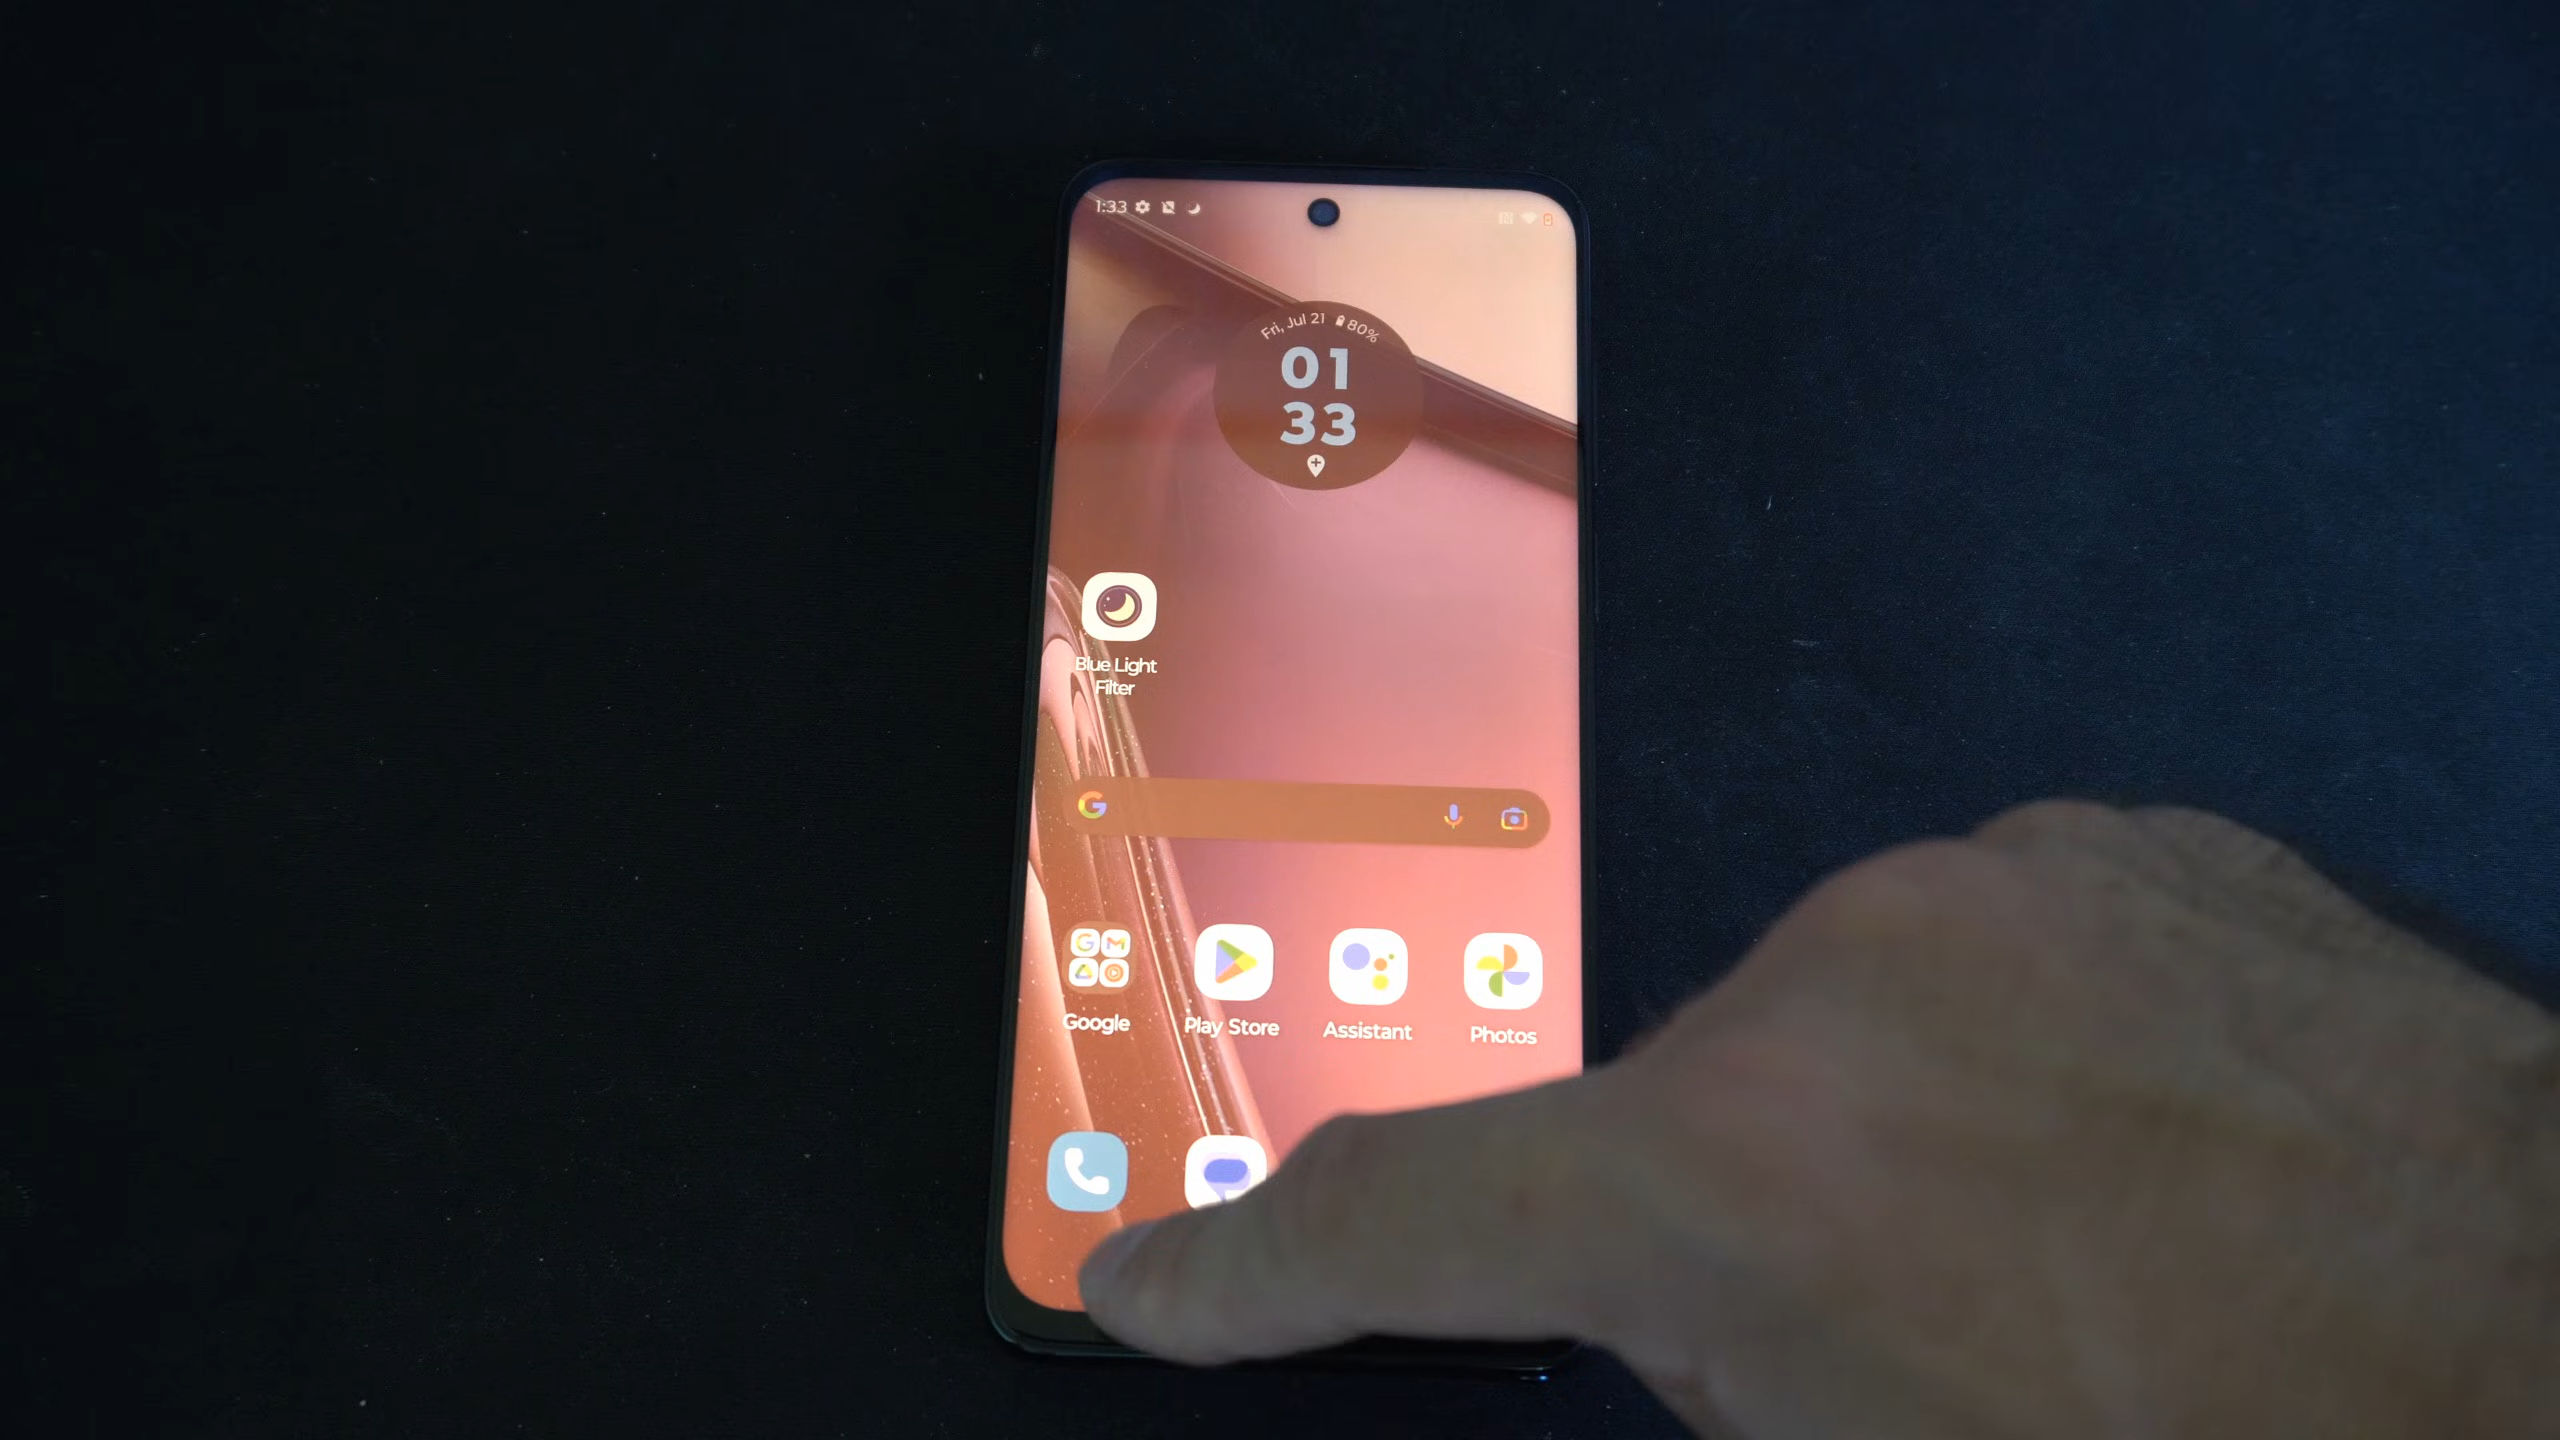 1:33
Fri, Jul 21 80%
01
33
Blue Light
Filter
Google
Play Store
Assistant
Photos